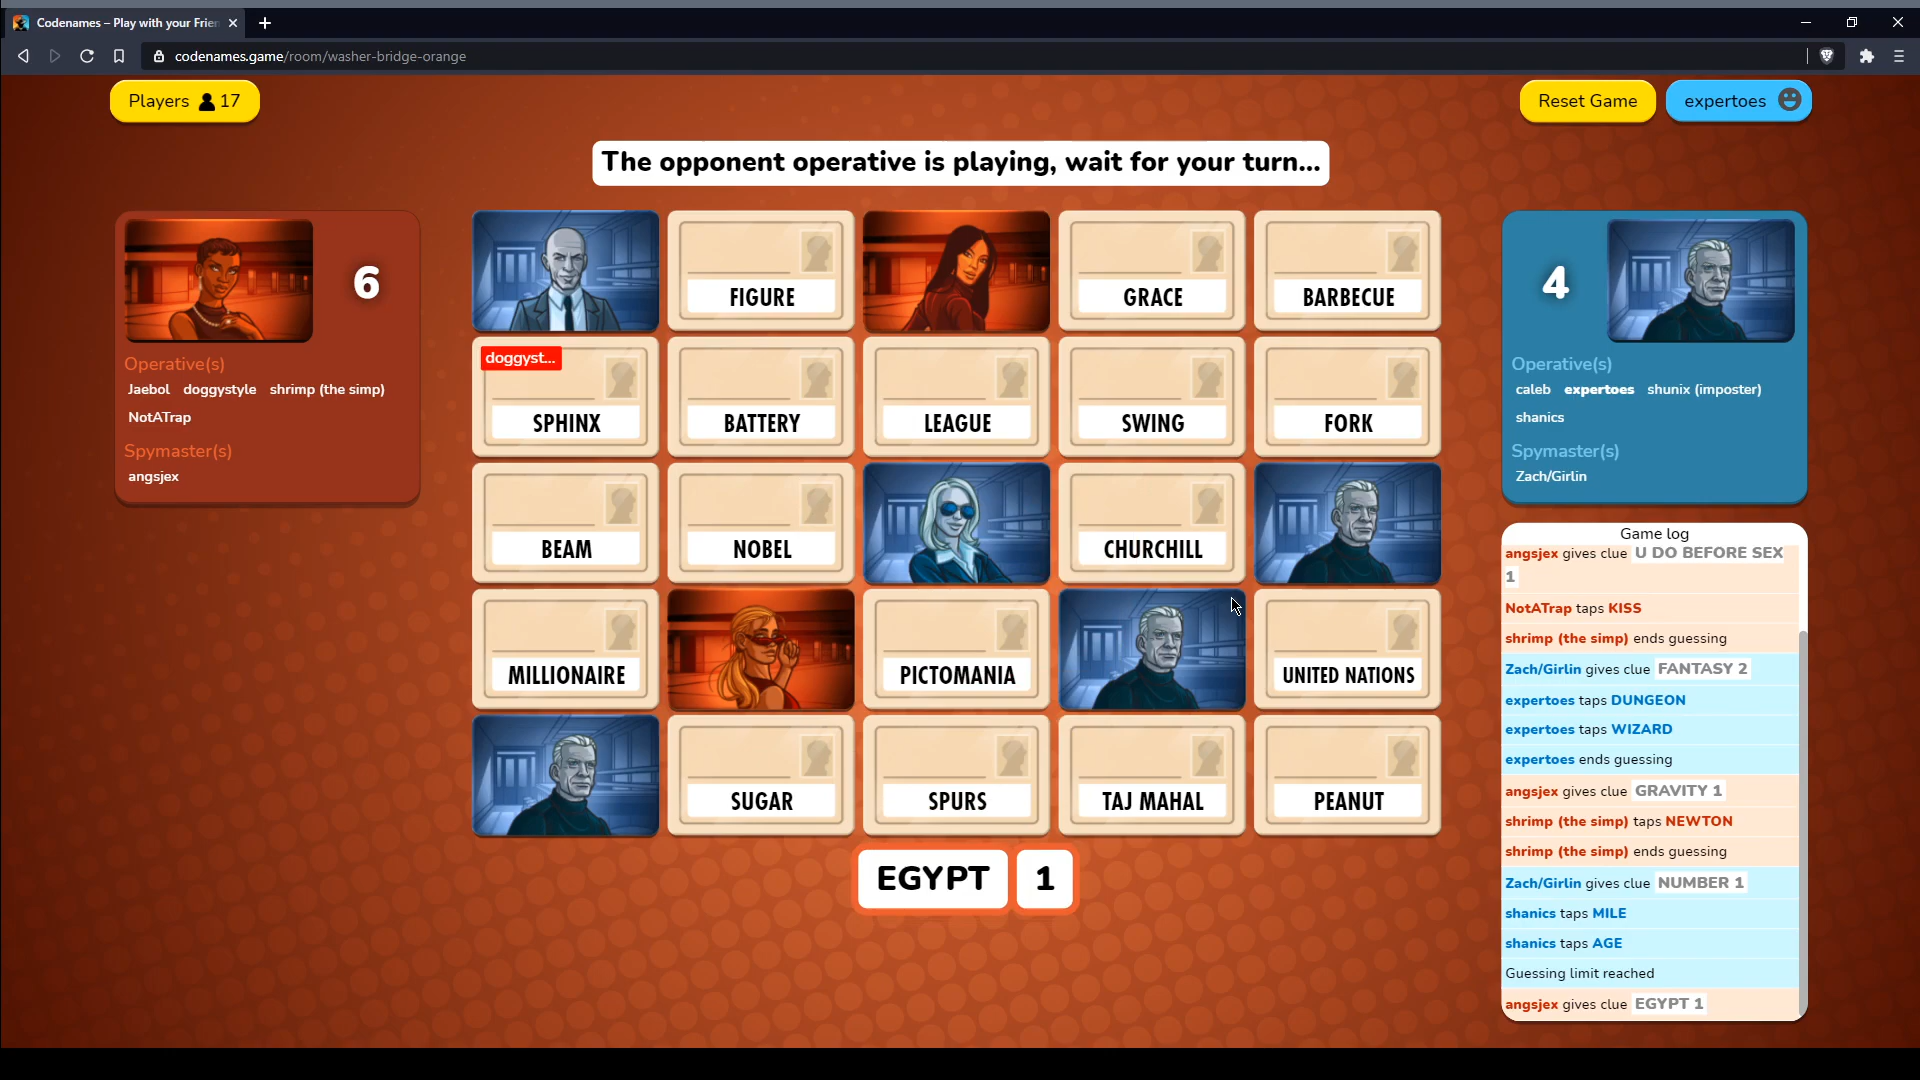 Codenames – Play with your Frien
codenames.game/room/washer-bridge-orange
Players 17
Reset Game
expertoes
The opponent operative is playing, wait for your turn...
6
Operative(s)
Jaebol doggystyle shrimp (the simp)
NotATrap
Spymaster(s)
angsjex
FIGURE
GRACE
BARBECUE
doggyst...
SPHINX
BATTERY
LEAGUE
SWING
FORK
BEAM
NOBEL
CHURCHILL
MILLIONAIRE
PICTOMANIA
UNITED NATIONS
SUGAR
SPURS
TAJ MAHAL
PEANUT
EGYPT 1
4
Operative(s)
caleb expertoes shunix (imposter)
shanics
Spymaster(s)
Zach/Girlin
Game log
angsjex gives clue U DO BEFORE SEX
1
NotATrap taps KISS
shrimp (the simp) ends guessing
Zach/Girlin gives clue FANTASY 2
expertoes taps DUNGEON
expertoes taps WIZARD
expertoes ends guessing
angsjex gives clue GRAVITY 1
shrimp (the simp) taps NEWTON
shrimp (the simp) ends guessing
Zach/Girlin gives clue NUMBER 1
shanics taps MILE
shanics taps AGE
Guessing limit reached
angsjex gives clue EGYPT 1